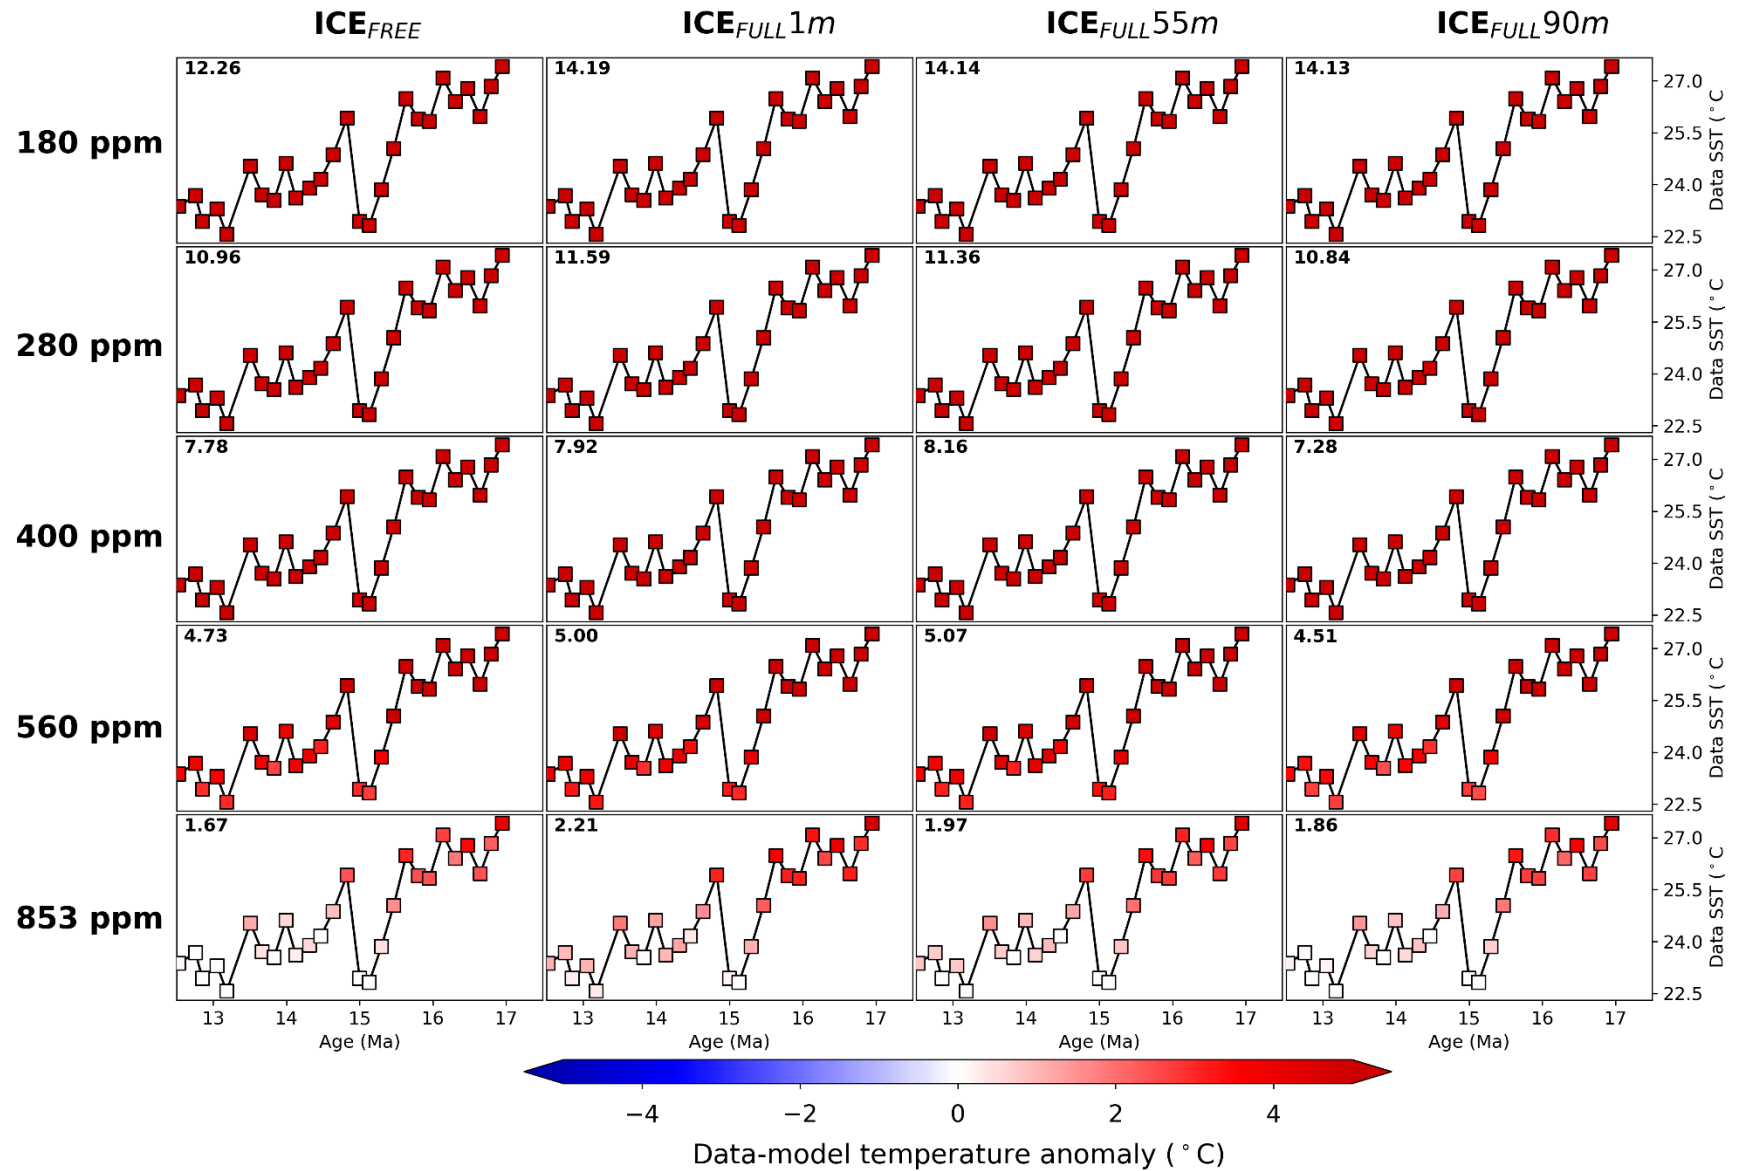 ICE_FREE ICE_FULL1m ICE_FULL55m ICE_FULL90m
180 ppm
12.26 14.19 14.14 14.13
27.0
25.5
24.0
22.5
Data SST (°C)
280 ppm
10.96 11.59 11.36 10.84
27.0
25.5
24.0
22.5
Data SST (°C)
400 ppm
7.78 7.92 8.16 7.28
27.0
25.5
24.0
22.5
Data SST (°C)
560 ppm
4.73 5.00 5.07 4.51
27.0
25.5
24.0
22.5
Data SST (°C)
853 ppm
1.67 2.21 1.97 1.86
27.0
25.5
24.0
22.5
Data SST (°C)
13 14 15 16 17 13 14 15 16 17 13 14 15 16 17 13 14 15 16 17
Age (Ma) Age (Ma) Age (Ma) Age (Ma)
−4 −2 0 2 4
Data-model temperature anomaly (°C)